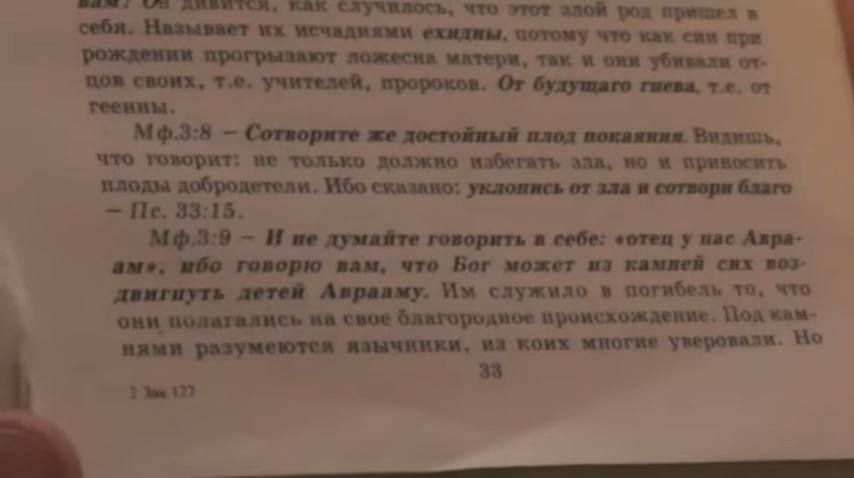 вам? Он дивится, как случилось, что этот злой род пришел в
себя. Называет их исчадиями ехидны, потому что как сии при
рождении прогрызают ложесна матери, так и они убивали от-
цов своих, т.е. учителей, пророков. От будущаго гнева, т.е. от
геенны.
Мф.3:8 – Сотворите же достойный плод покаяния. Видишь,
что говорит: не только должно избегать зла, но и приносить
плоды добродетели. Ибо сказано: уклонись от зла и сотвори благо
– Пс. 33:15.
Мф.3:9 – И не думайте говорить в себе: «отец у нас Авра-
ам», ибо говорю вам, что Бог может из камней сих воз-
двигнуть детей Аврааму. Им служило в погибель то, что
они полагались на свое благородное происхождение. Под кам-
нями разумеются язычники, из коих многие уверовали. Но
33
2 Зак 177